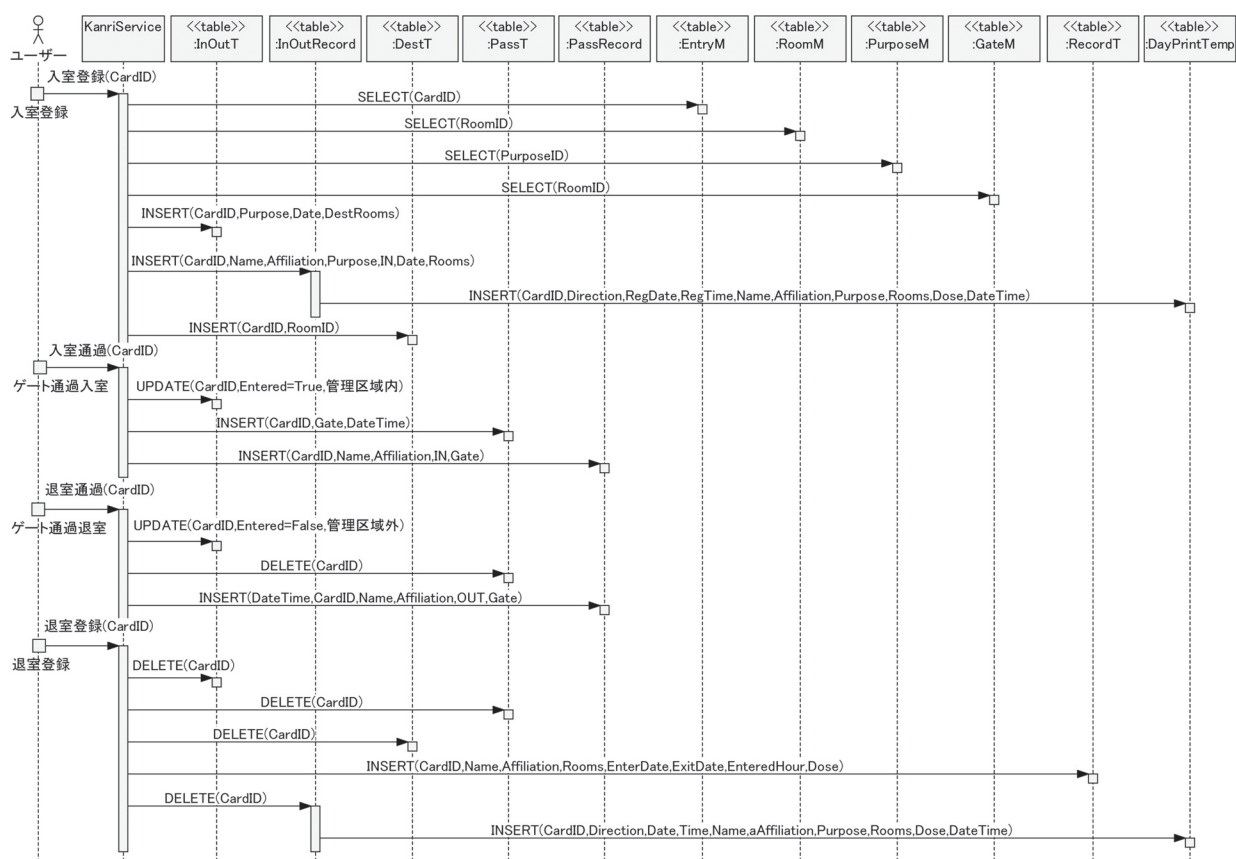 KanriService
<<table>>
:InOutT
<<table>>
:InOutRecord
<<table>>
:DestT
<<table>>
:PassT
<<table>>
:PassRecord
<<table>>
:EntryM
<<table>>
:RoomM
<<table>>
:PurposeM
<<table>>
:GateM
<<table>>
:RecordT
<<table>>
:DayPrintTemp
ユーザー
入室登録(CardID)
入室登録
SELECT(CardID)
SELECT(RoomID)
SELECT(PurposeID)
SELECT(RoomID)
INSERT(CardID,Purpose,Date,DestRooms)
INSERT(CardID,Name,Affiliation,Purpose,IN,Date,Rooms)
INSERT(CardID,Direction,RegDate,RegTime,Name,Affiliation,Purpose,Rooms,Dose,DateTime)
INSERT(CardID,RoomID)
入室通過(CardID)
ゲート通過入室
UPDATE(CardID,Entered=True,管理区域内)
INSERT(CardID,Gate,DateTime)
INSERT(CardID,Name,Affiliation,IN,Gate)
退室通過(CardID)
ゲート通過退室
UPDATE(CardID,Entered=False,管理区域外)
DELETE(CardID)
INSERT(DateTime,CardID,Name,Affiliation,OUT,Gate)
退室登録(CardID)
退室登録
DELETE(CardID)
DELETE(CardID)
DELETE(CardID)
INSERT(CardID,Name,Affiliation,Rooms,EnterDate,ExitDate,EnteredHour,Dose)
DELETE(CardID)
INSERT(CardID,Direction,Date,Time,Name,aAffiliation,Purpose,Rooms,Dose,DateTime)